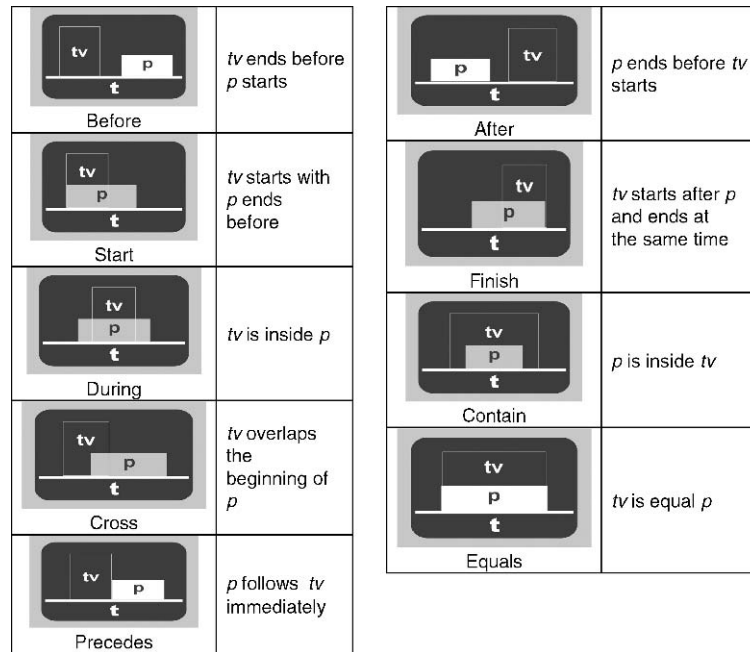 tv
p
t
Before
tv ends before
p starts
tv
p
t
Start
tv starts with
p ends
before
tv
p
t
During
tv is inside p
tv
p
t
Cross
tv overlaps
the
beginning of
p
tv
p
t
Precedes
p follows tv
immediately
p
tv
t
After
p ends before tv
starts
tv
p
t
Finish
tv starts after p
and ends at
the same time
tv
p
t
Contain
p is inside tv
tv
p
t
Equals
tv is equal p